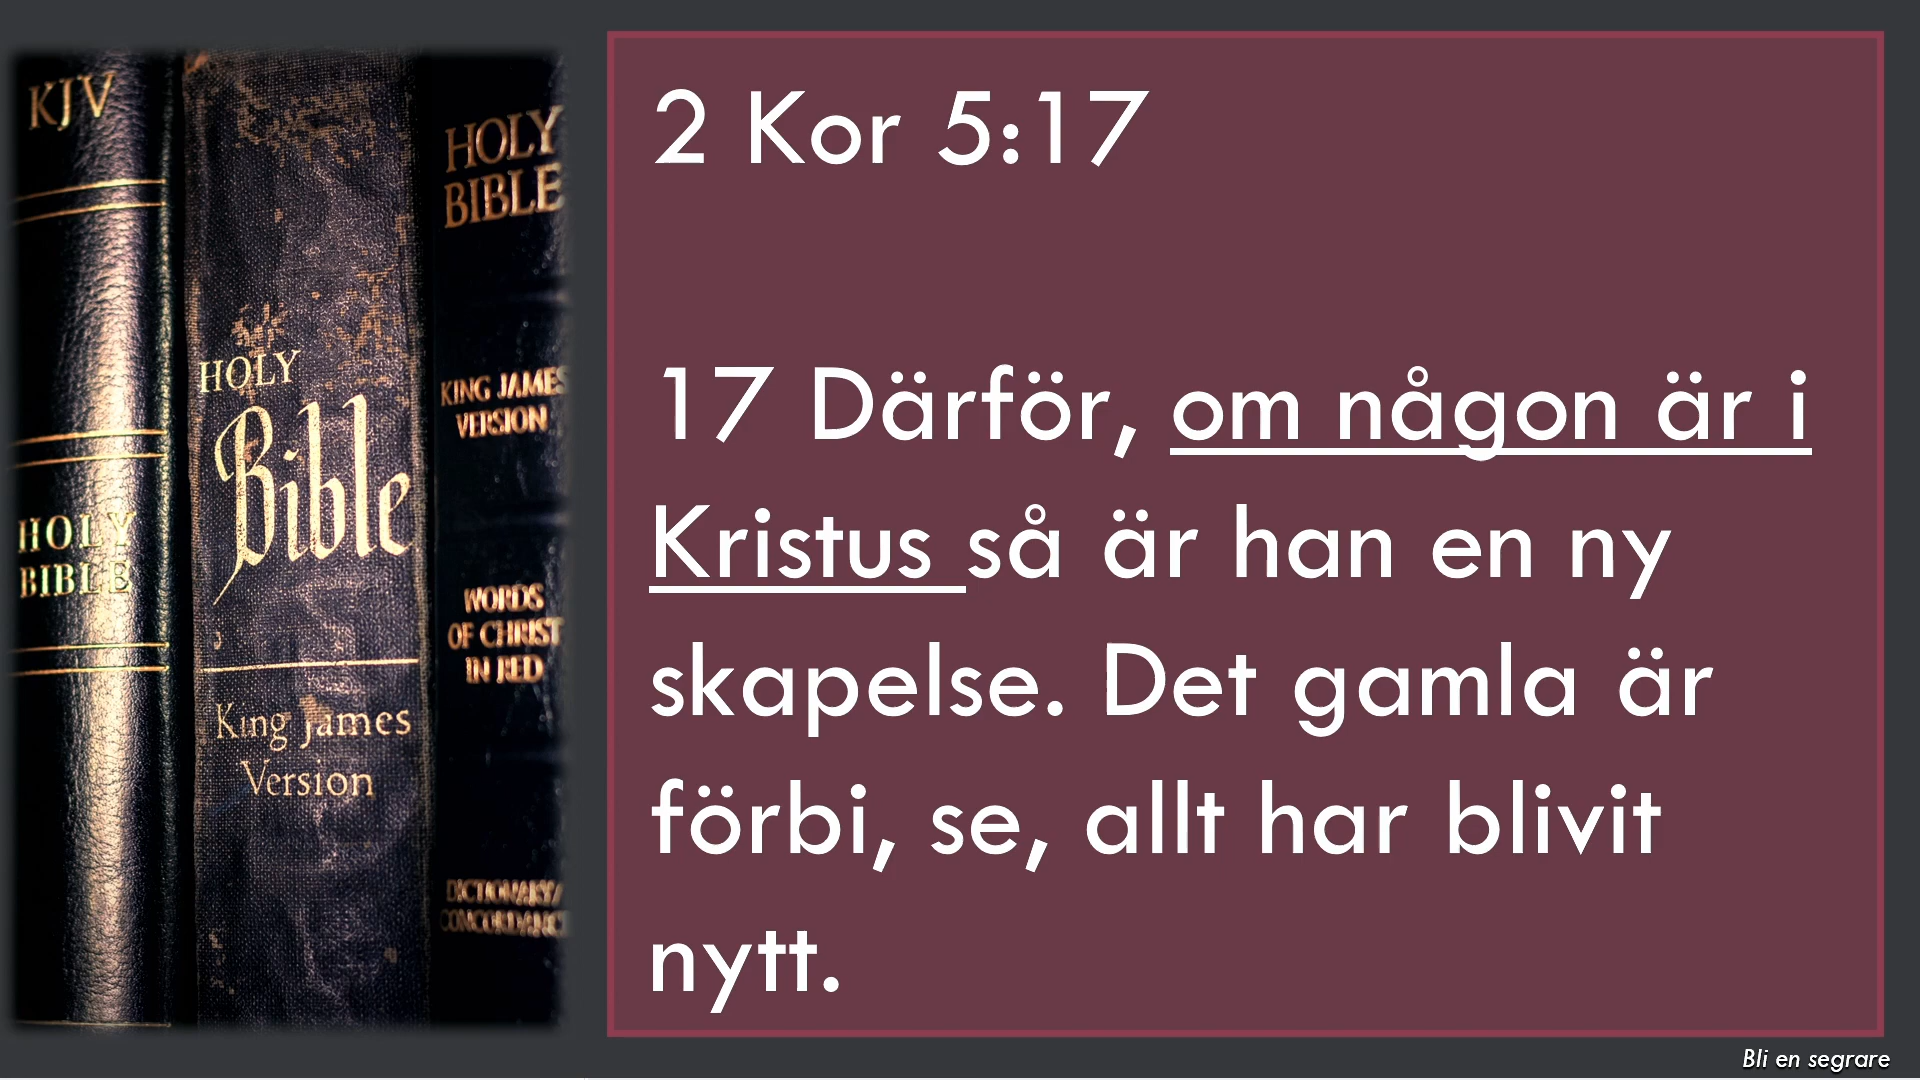 KJV
HOLY
BIBLE
HOLY
Bible
King James
Version
HOLY
BIBLE
KING JAMES
VERSION
WORDS
OF CHRIST
IN RED
DICTIONARY/
CONCORDANCE
2 Kor 5:17
17 Därför, om någon är i
Kristus så är han en ny
skapelse. Det gamla är
förbi, se, allt har blivit
nytt.
Bli en segrare